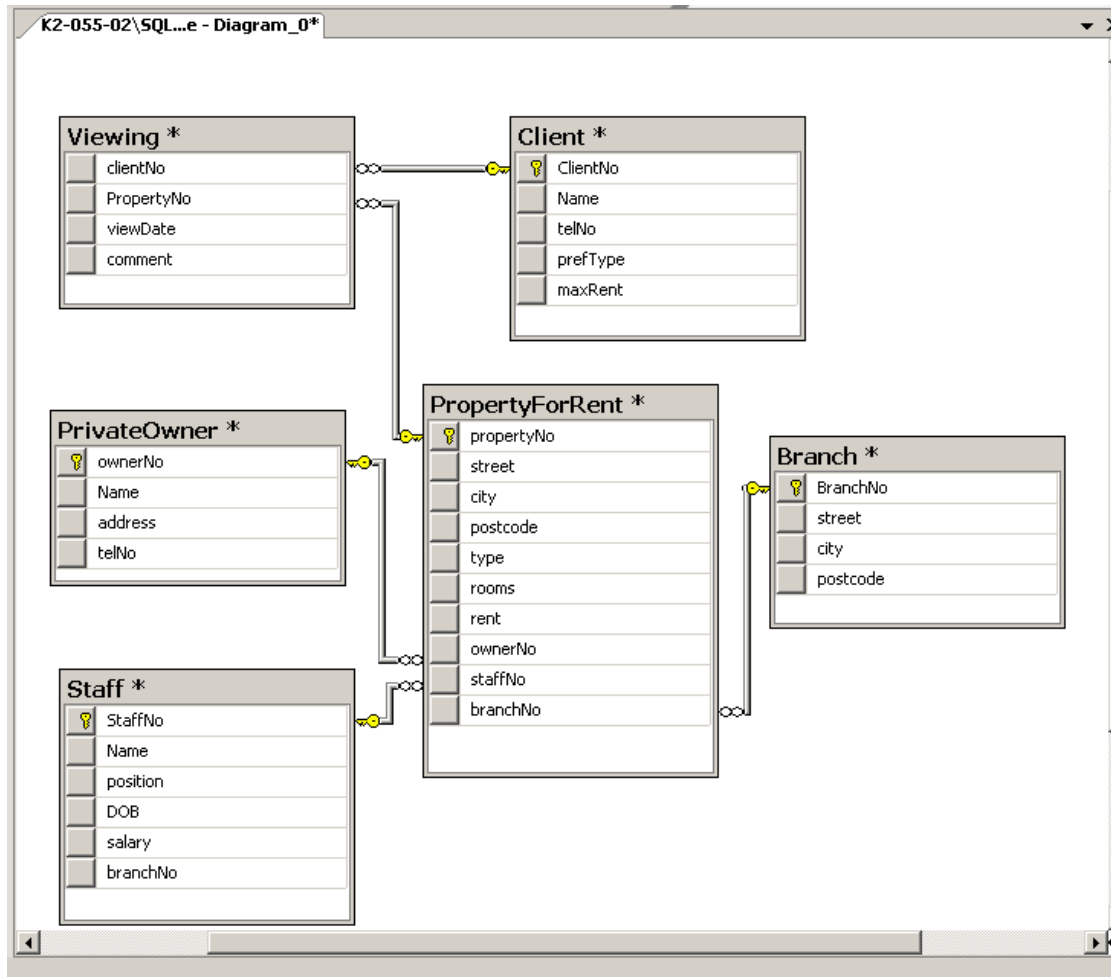 K2-055-02\SQL...e - Diagram_0*
Viewing *
clientNo
PropertyNo
viewDate
comment
Client *
ClientNo
Name
telNo
prefType
maxRent
PrivateOwner *
ownerNo
Name
address
telNo
PropertyForRent *
propertyNo
street
city
postcode
type
rooms
rent
ownerNo
staffNo
branchNo
Branch *
BranchNo
street
city
postcode
Staff *
StaffNo
Name
position
DOB
salary
branchNo